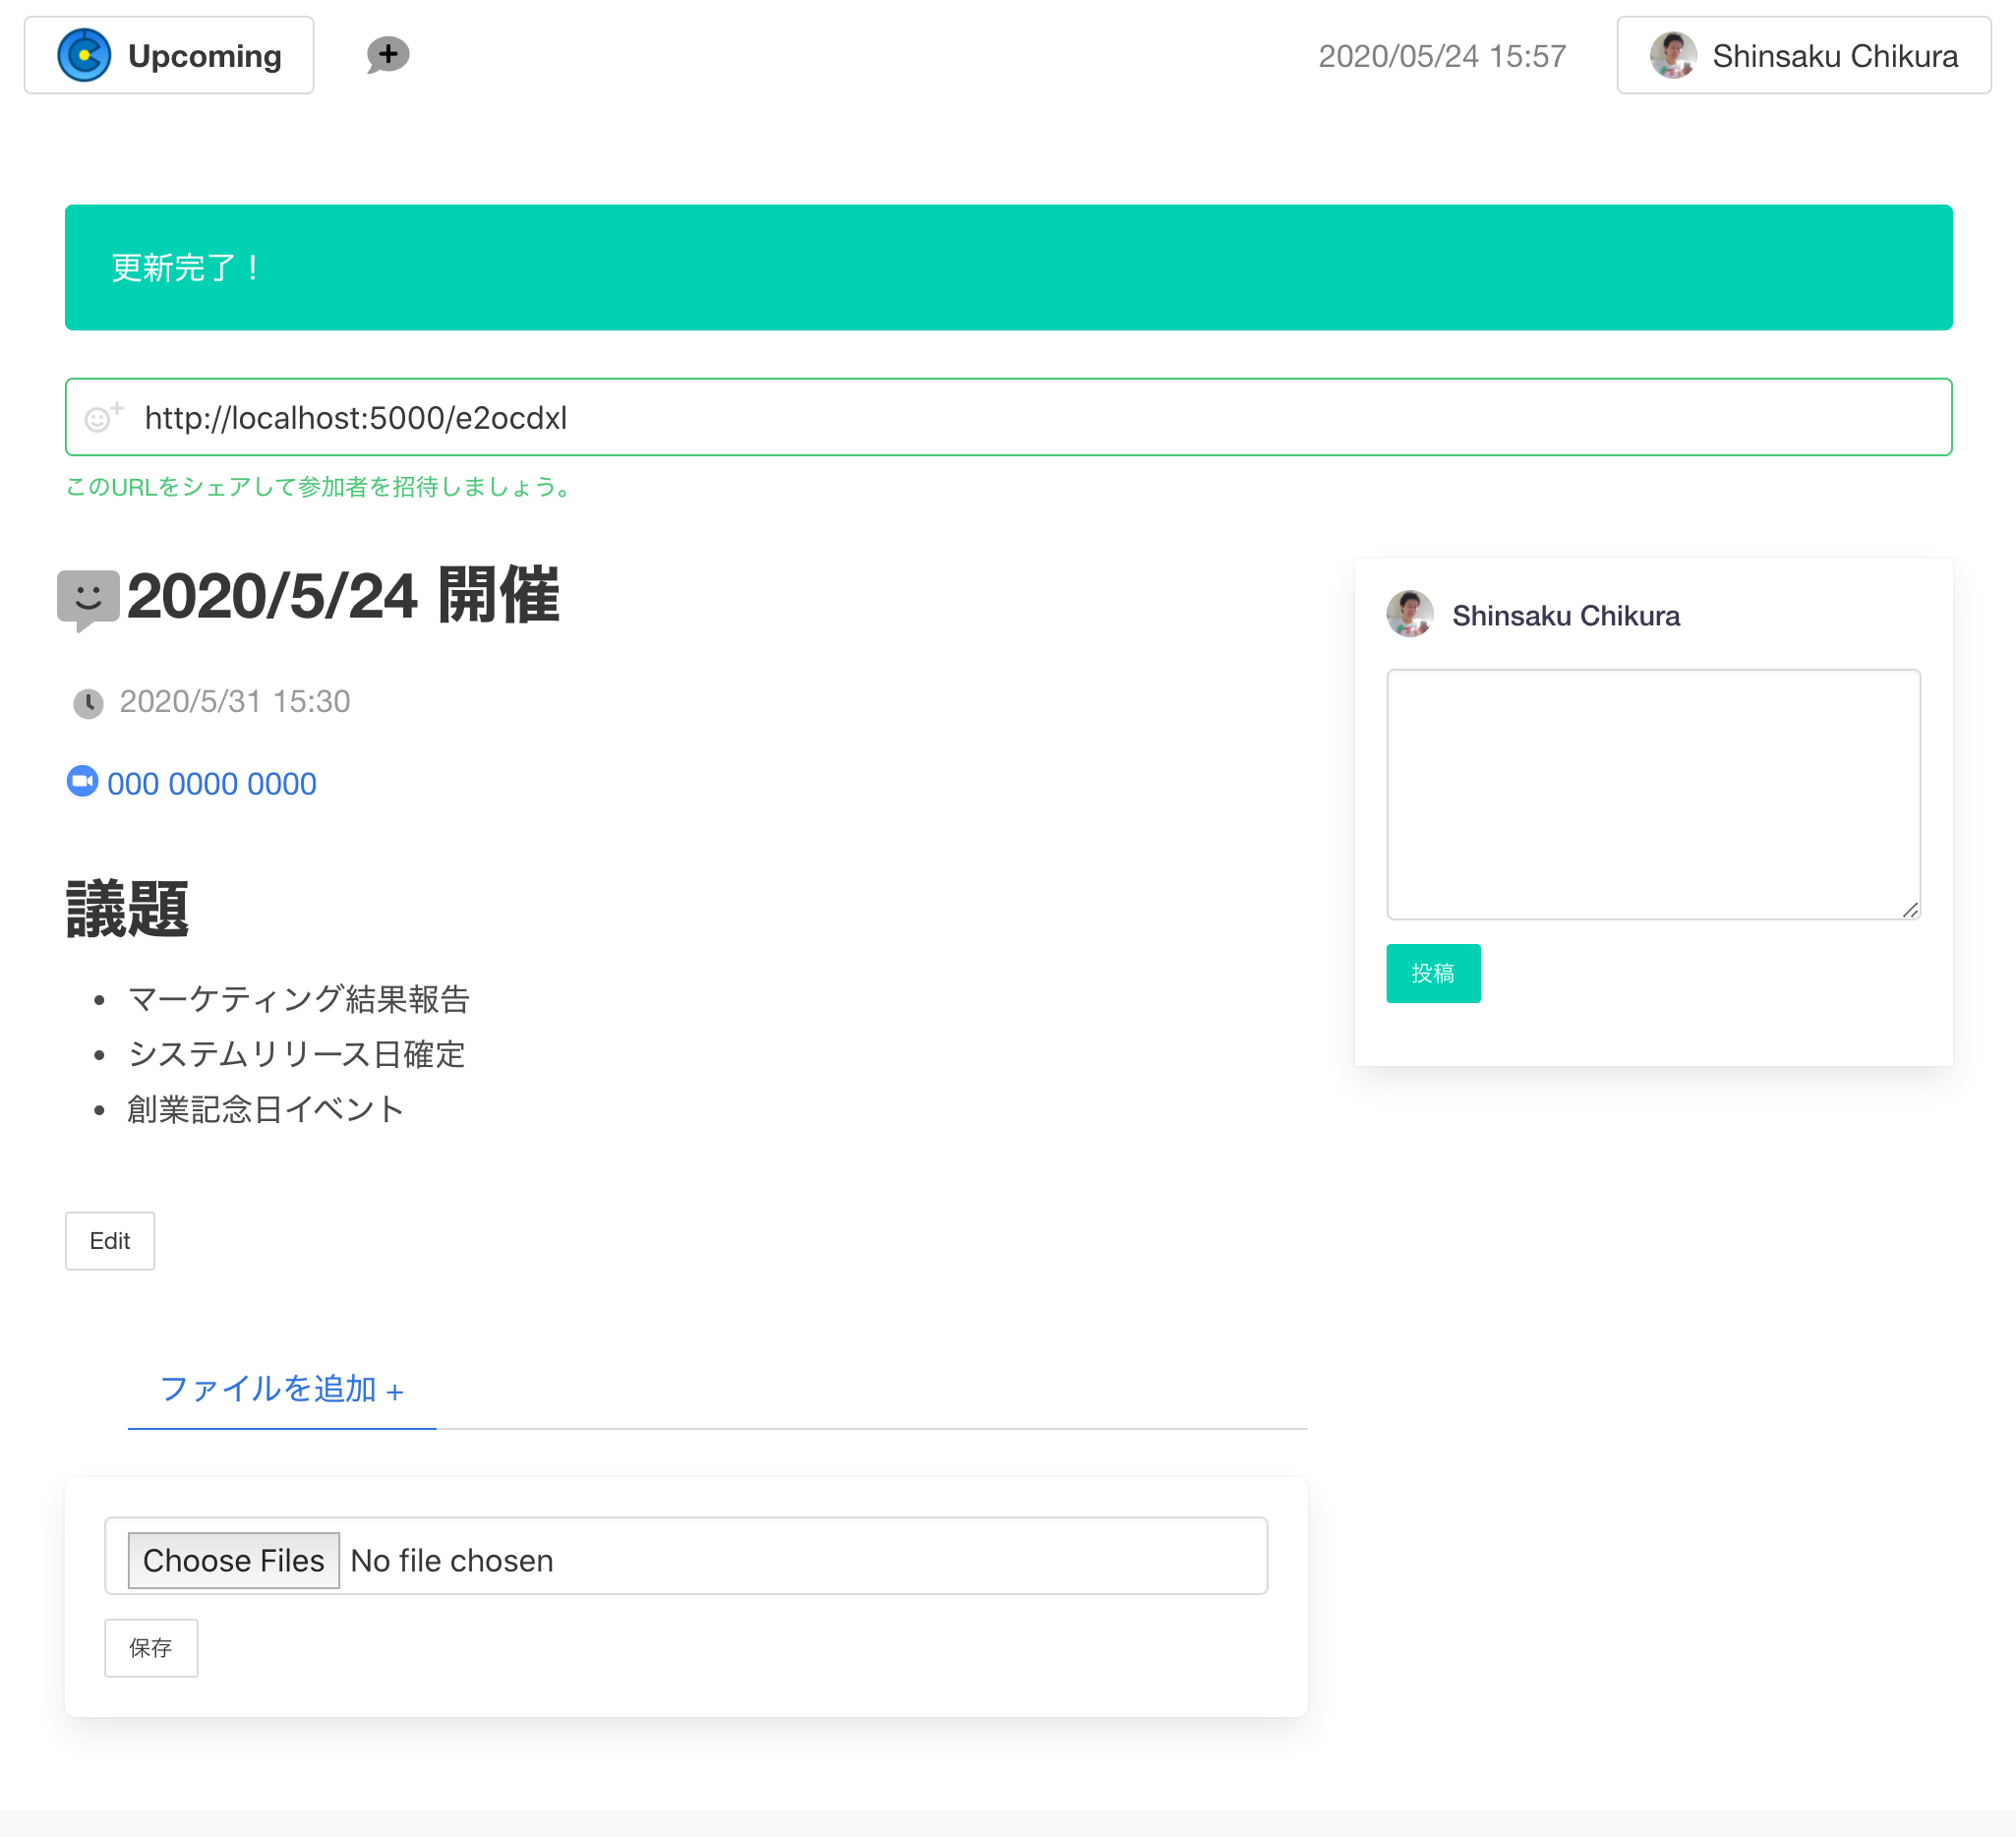 Upcoming
2020/05/24 15:57
Shinsaku Chikura
更新完了！
http://localhost:5000/e2ocdxl
このURLをシェアして参加者を招待しましょう。
2020/5/24 開催
2020/5/31 15:30
000 0000 0000
議題
マーケティング結果報告
システムリリース日確定
創業記念日イベント
Edit
Shinsaku Chikura
投稿
ファイルを追加 +
Choose Files No file chosen
保存